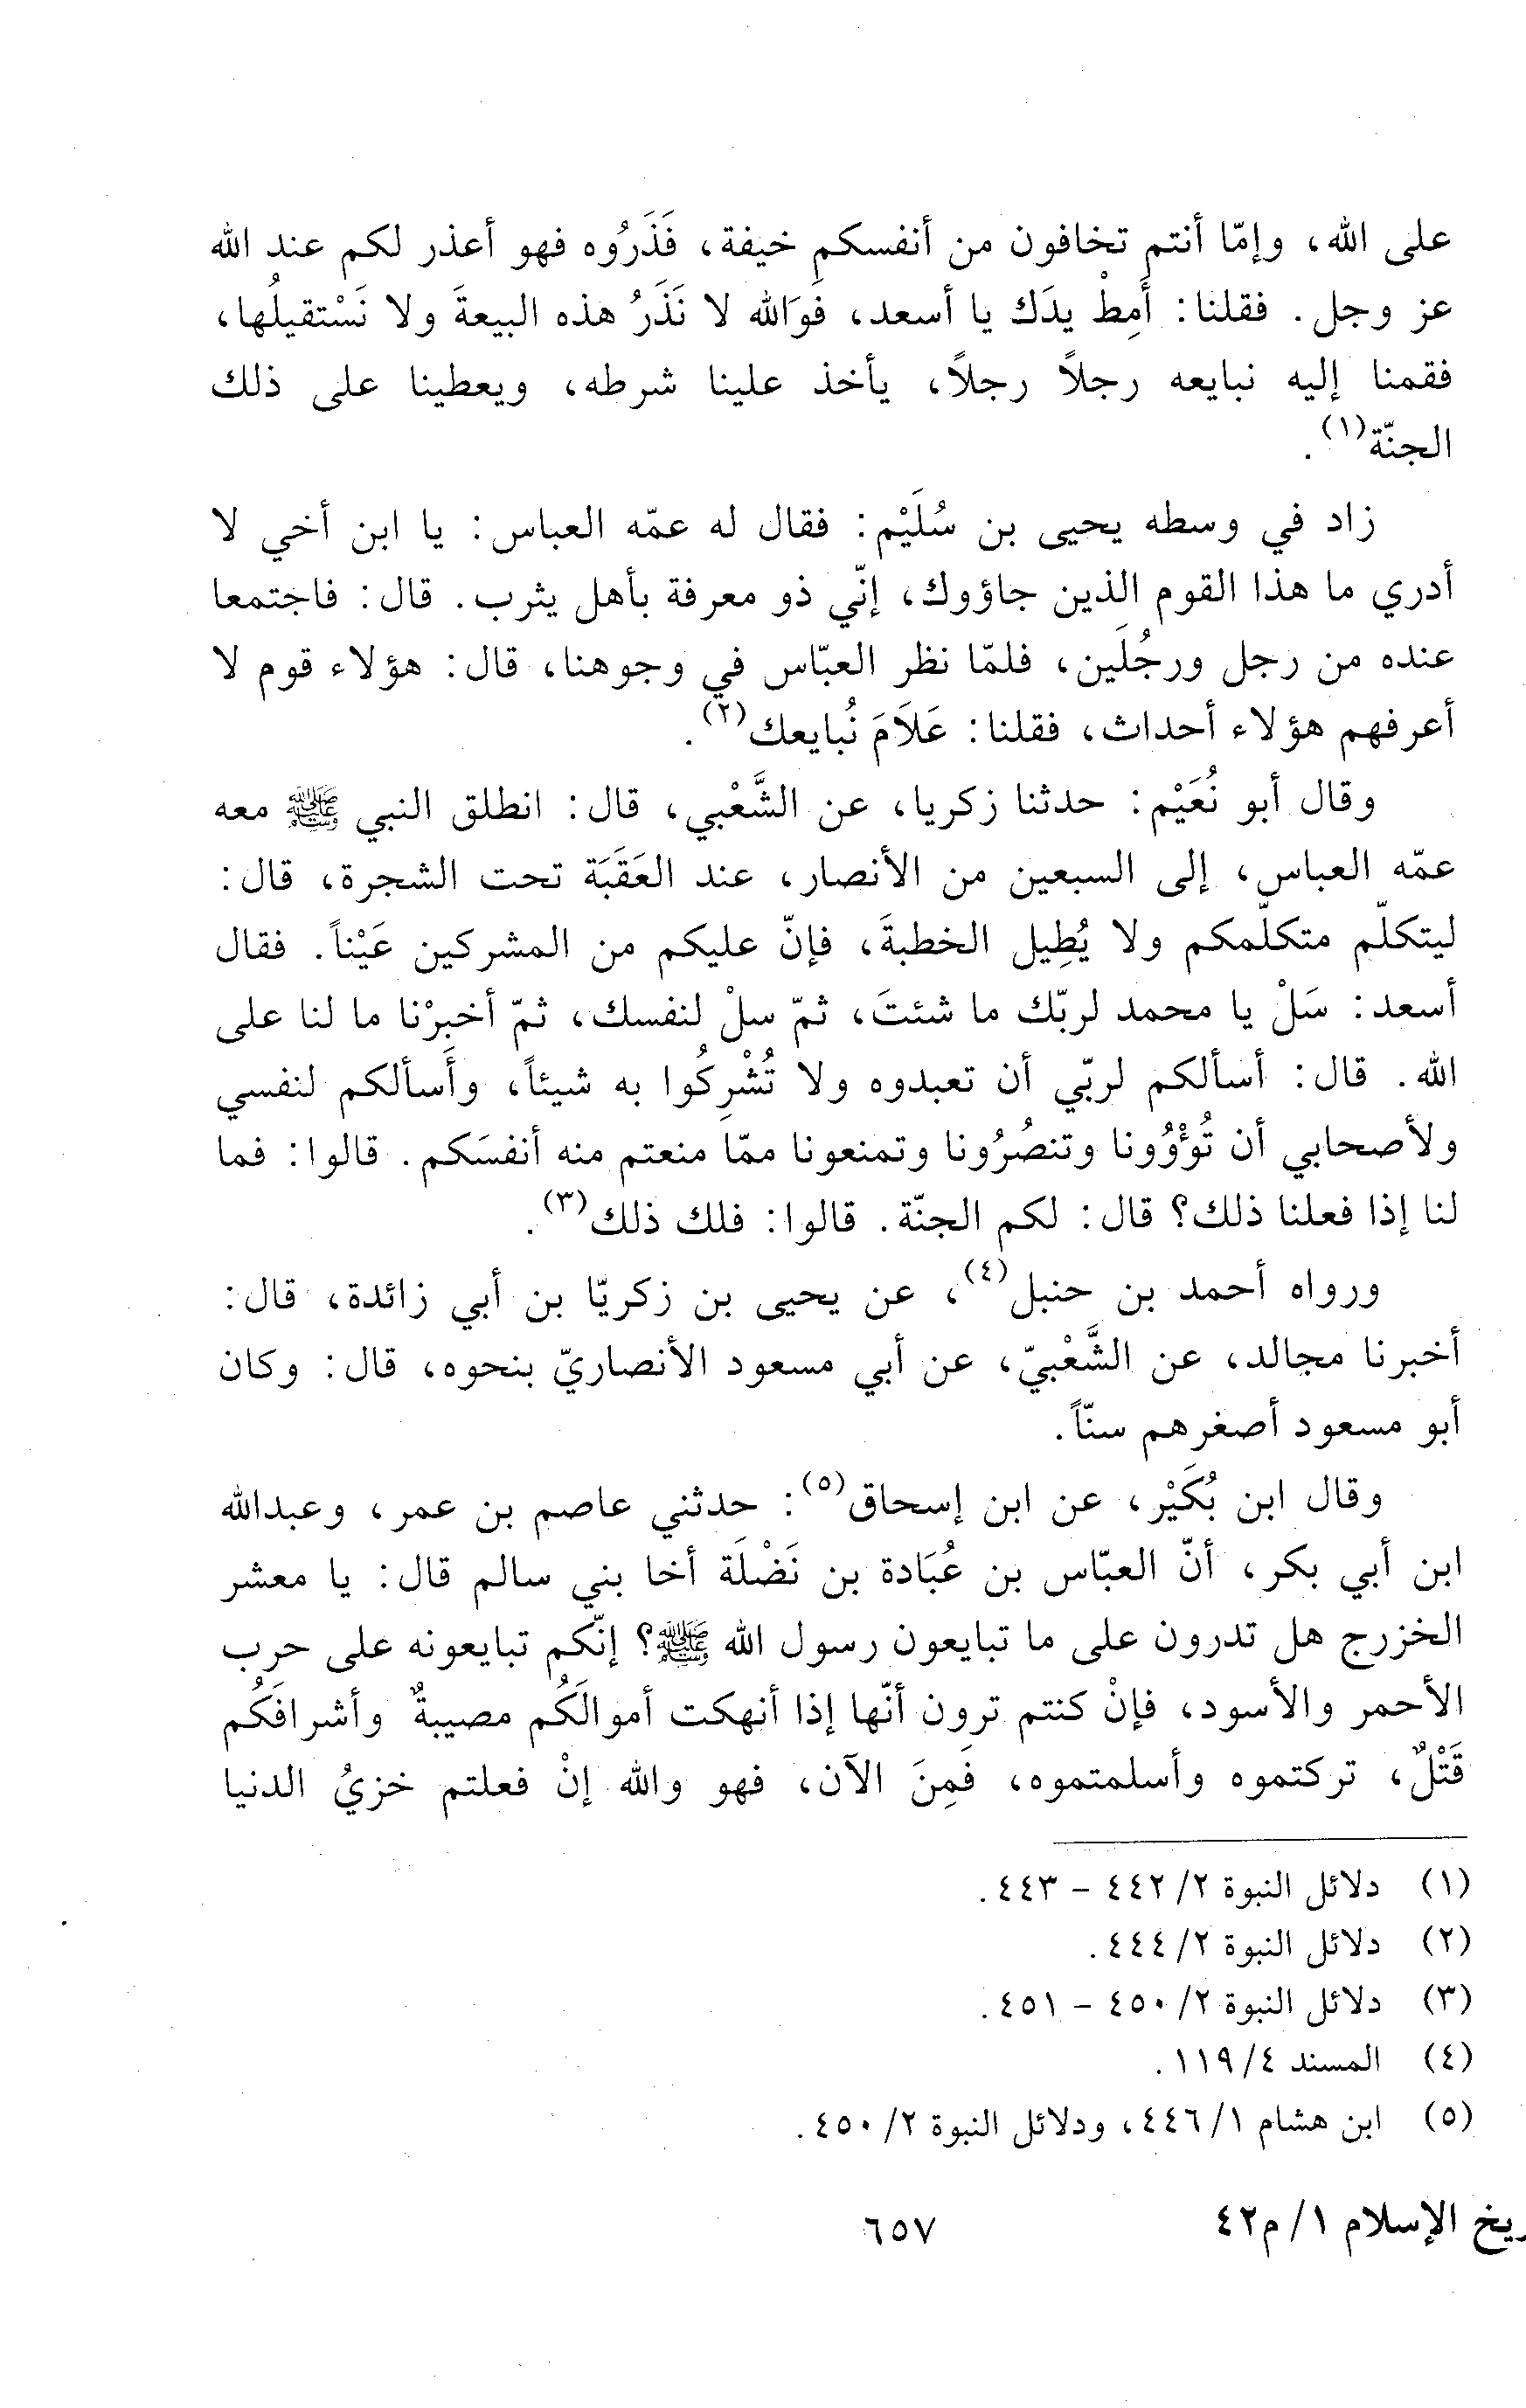 على الله، وإمّا أنتم تخافون من أنفسكم خيفة، فَذَرُوه فهو أعذر لكم عند الله
عز وجل. فقلنا: أَمِطْ يدَك يا أسعد، فَوَالله لا نَذَرُ هذه البيعةَ ولا نَسْتقيلُها،
فقمنا إليه نبايعه رجلاً رجلاً، يأخذ علينا شرطه، ويعطينا على ذلك
الجنّة(١).
زاد في وسطه يحيى بن سُلَيْم: فقال له عمّه العباس: يا ابن أخي لا
أدري ما هذا القوم الذين جاؤوك، إنّي ذو معرفة بأهل يثرب. قال: فاجتمعا
عنده من رجل ورجُلَين، فلمّا نظر العبّاس في وجوهنا، قال: هؤلاء قوم لا
أعرفهم هؤلاء أحداث، فقلنا: عَلَامَ نُبايعك(٢).
وقال أبو نُعَيْم: حدثنا زكريا، عن الشَّعْبي، قال: انطلق النبي ﷺ معه
عمّه العباس، إلى السبعين من الأنصار، عند العَقَبَة تحت الشجرة، قال:
ليتكلّم متكلّمكم ولا يُطِيل الخطبةَ، فإنّ عليكم من المشركين عَيْناً. فقال
أسعد: سَلْ يا محمد لربّك ما شئتَ، ثمّ سلْ لنفسك، ثمّ أخبِرْنا ما لنا على
الله. قال: أسألكم لربّي أن تعبدوه ولا تُشْرِكُوا به شيئاً، وأَسألكم لنفسي
ولأصحابي أن تُؤْوُونا وتنصُرُونا وتمنعونا ممّا منعتم منه أنفسَكم. قالوا: فما
لنا إذا فعلنا ذلك؟ قال: لكم الجنّة. قالوا: فلك ذلك(٣).
ورواه أحمد بن حنبل(٤)، عن يحيى بن زكريّا بن أبي زائدة، قال:
أخبرنا مجالد، عن الشَّعْبيّ، عن أبي مسعود الأنصاريّ بنحوه، قال: وكان
أبو مسعود أصغرهم سنّاً.
وقال ابن بُكَيْر، عن ابن إسحاق(٥): حدثني عاصم بن عمر، وعبدالله
ابن أبي بكر، أنّ العبّاس بن عُبَادة بن نَضْلَة أخا بني سالم قال: يا معشر
الخزرج هل تدرون على ما تبايعون رسول الله ﷺ؟ إنّكم تبايعونه على حرب
الأحمر والأسود، فإنْ كنتم ترون أنّها إذا أنهكت أموالَكُم مصيبةٌ وأشرافَكُم
قَتْلٌ، تركتموه وأسلمتموه، فَمِنَ الآن، فهو والله إنْ فعلتم خزيُ الدنيا
(١) دلائل النبوة ٢/ ٤٤٢ - ٤٤٣.
(٢) دلائل النبوة ٢/ ٤٤٤.
(٣) دلائل النبوة ٢/ ٤٥٠ - ٤٥١.
(٤) المسند ٤/ ١١٩.
(٥) ابن هشام ١/ ٤٤٦، ودلائل النبوة ٢/ ٤٥٠.
ريخ الإسلام ١/ م٤٢
٦٥٧